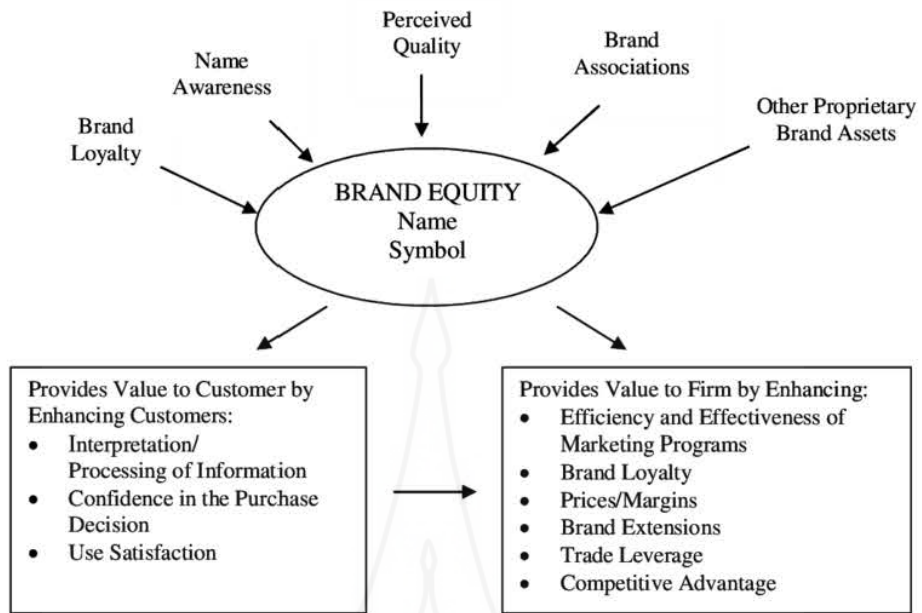 Perceived
Quality
Brand
Associations
Name
Awareness
Other Proprietary
Brand Assets
Brand
Loyalty
BRAND EQUITY
Name
Symbol
Provides Value to Customer by
Enhancing Customers:
• Interpretation/
Processing of Information
• Confidence in the Purchase
Decision
• Use Satisfaction
Provides Value to Firm by Enhancing:
• Efficiency and Effectiveness of
Marketing Programs
• Brand Loyalty
• Prices/Margins
• Brand Extensions
• Trade Leverage
• Competitive Advantage